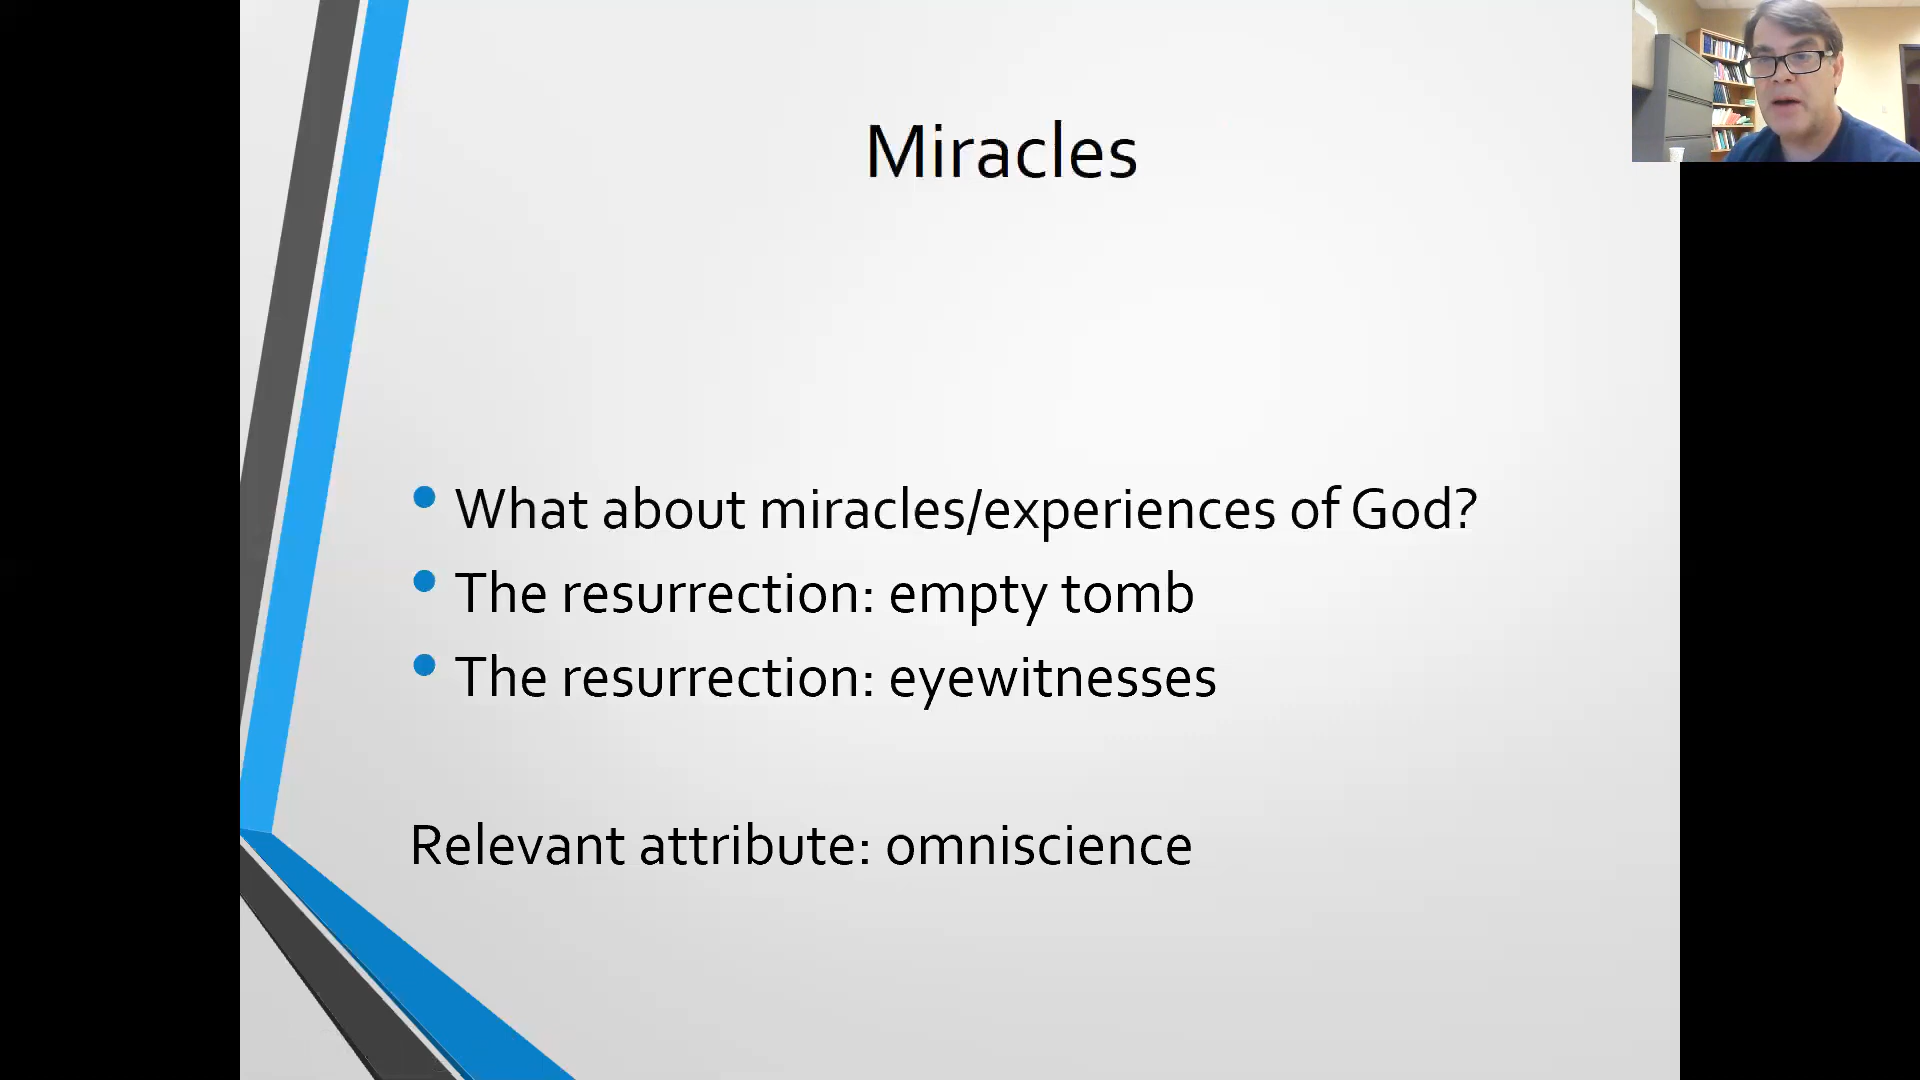 Miracles
• What about miracles/experiences of God?
• The resurrection: empty tomb
• The resurrection: eyewitnesses
Relevant attribute: omniscience